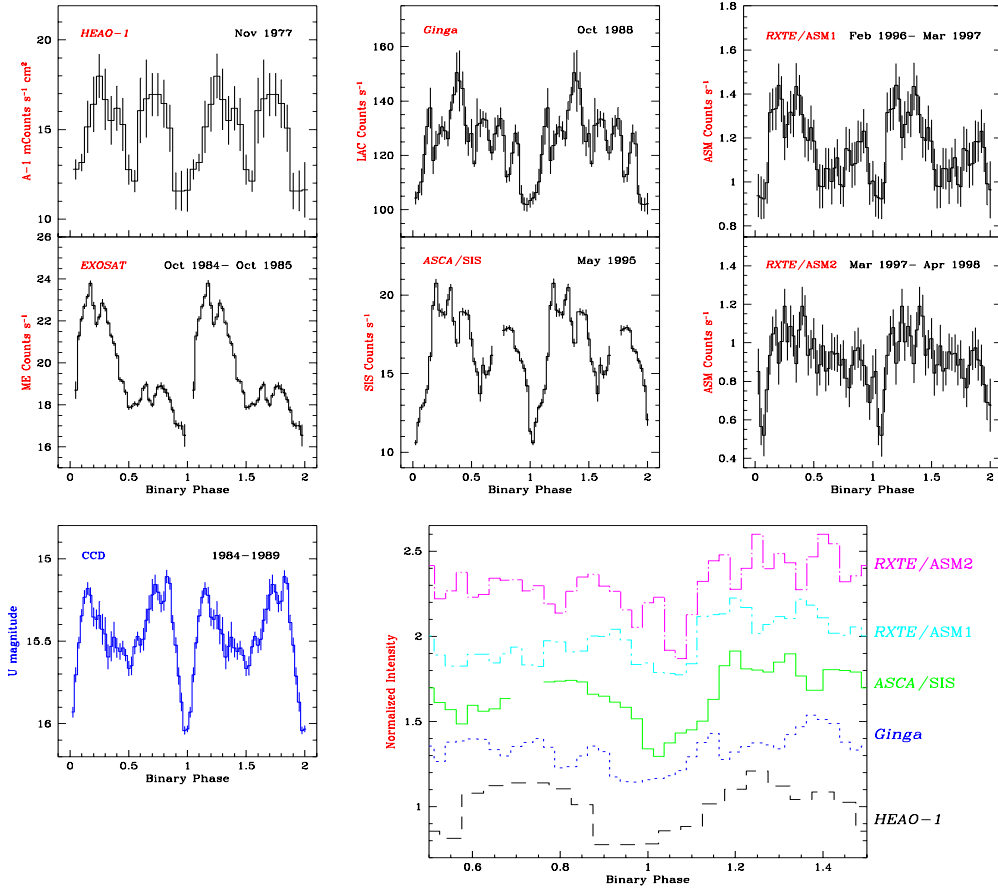 HEAO-1 Nov 1977
A-1 mCounts s⁻¹ cm²
20
15
10
EXOSAT Oct 1984- Oct 1985
ME Counts s⁻¹
26
24
22
20
18
16
0 0.5 1 1.5 2
Binary Phase
Ginga Oct 1988
LAC Counts s⁻¹
160
140
120
100
ASCA/SIS May 1995
SIS Counts s⁻¹
20
15
10
0 0.5 1 1.5 2
Binary Phase
RXTE/ASM1 Feb 1996- Mar 1997
ASM Counts s⁻¹
1.8
1.6
1.4
1.2
1
0.8
RXTE/ASM2 Mar 1997- Apr 1998
ASM Counts s⁻¹
1.4
1.2
1
0.8
0.6
0.4
0 0.5 1 1.5 2
Binary Phase
CCD 1984-1989
U magnitude
15
15.5
16
0 0.5 1 1.5 2
Binary Phase
Normalized Intensity
2.5
2
1.5
1
RXTE/ASM2
RXTE/ASM1
ASCA/SIS
Ginga
HEAO-1
0.6 0.8 1 1.2 1.4
Binary Phase